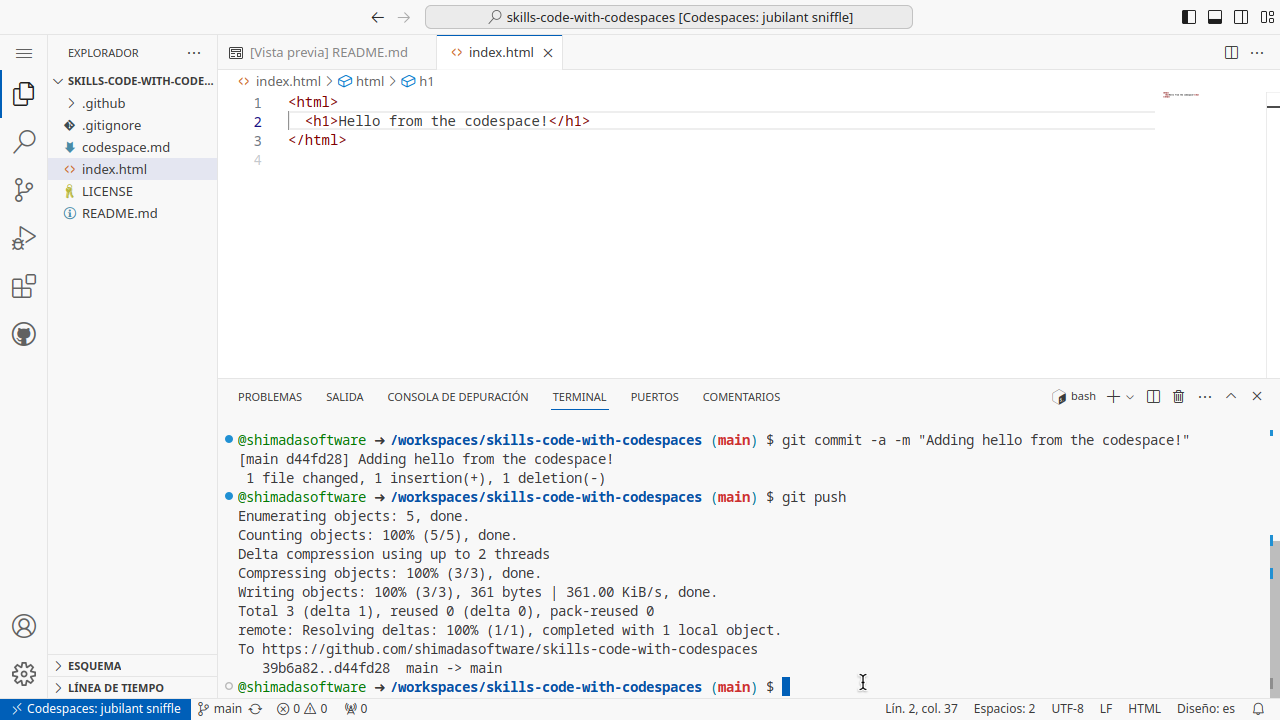 skills-code-with-codespaces [Codespaces: jubilant sniffle]
EXPLORADOR
SKILLS-CODE-WITH-CODE...
.github
.gitignore
codespace.md
index.html
LICENSE
README.md
ESQUEMA
LÍNEA DE TIEMPO
[Vista previa] README.md
index.html
index.html > html > h1
1 <html>
2 <h1>Hello from the codespace!</h1>
3 </html>
4
PROBLEMAS SALIDA CONSOLA DE DEPURACIÓN TERMINAL PUERTOS COMENTARIOS
bash
@shimadasoftware ➜ /workspaces/skills-code-with-codespaces (main) $ git commit -a -m "Adding hello from the codespace!"
[main d44fd28] Adding hello from the codespace!
1 file changed, 1 insertion(+), 1 deletion(-)
@shimadasoftware ➜ /workspaces/skills-code-with-codespaces (main) $ git push
Enumerating objects: 5, done.
Counting objects: 100% (5/5), done.
Delta compression using up to 2 threads
Compressing objects: 100% (3/3), done.
Writing objects: 100% (3/3), 361 bytes | 361.00 KiB/s, done.
Total 3 (delta 1), reused 0 (delta 0), pack-reused 0
remote: Resolving deltas: 100% (1/1), completed with 1 local object.
To https://github.com/shimadasoftware/skills-code-with-codespaces
39b6a82..d44fd28 main -> main
@shimadasoftware ➜ /workspaces/skills-code-with-codespaces (main) $
Codespaces: jubilant sniffle main 0 0 0 Lín. 2, col. 37 Espacios: 2 UTF-8 LF HTML Diseño: es